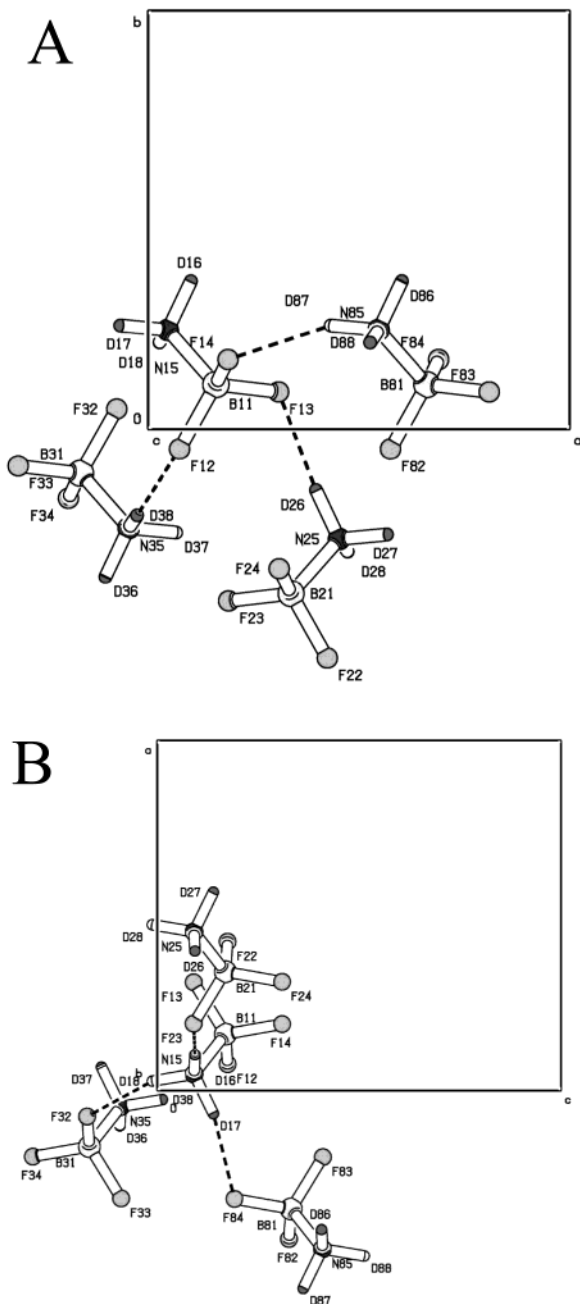 A
b
D16
D87
D86
N85
D17
F14
D88
F84
D18
N15
F83
B81
F32
B11
F13
0
c
a
B31
F12
F82
F33
D26
F34
D38
N25
N35
D37
D27
F24
D28
D36
B21
F23
F22
B
a
D27
D28
N25
F22
D26
F13
B21
F24
B11
F23
F14
N15
b
D37
D18
D16
F12
D38
0
c
F32
N35
D17
D36
B31
F34
F83
F33
F84
D86
B81
F82
N85
D88
D87